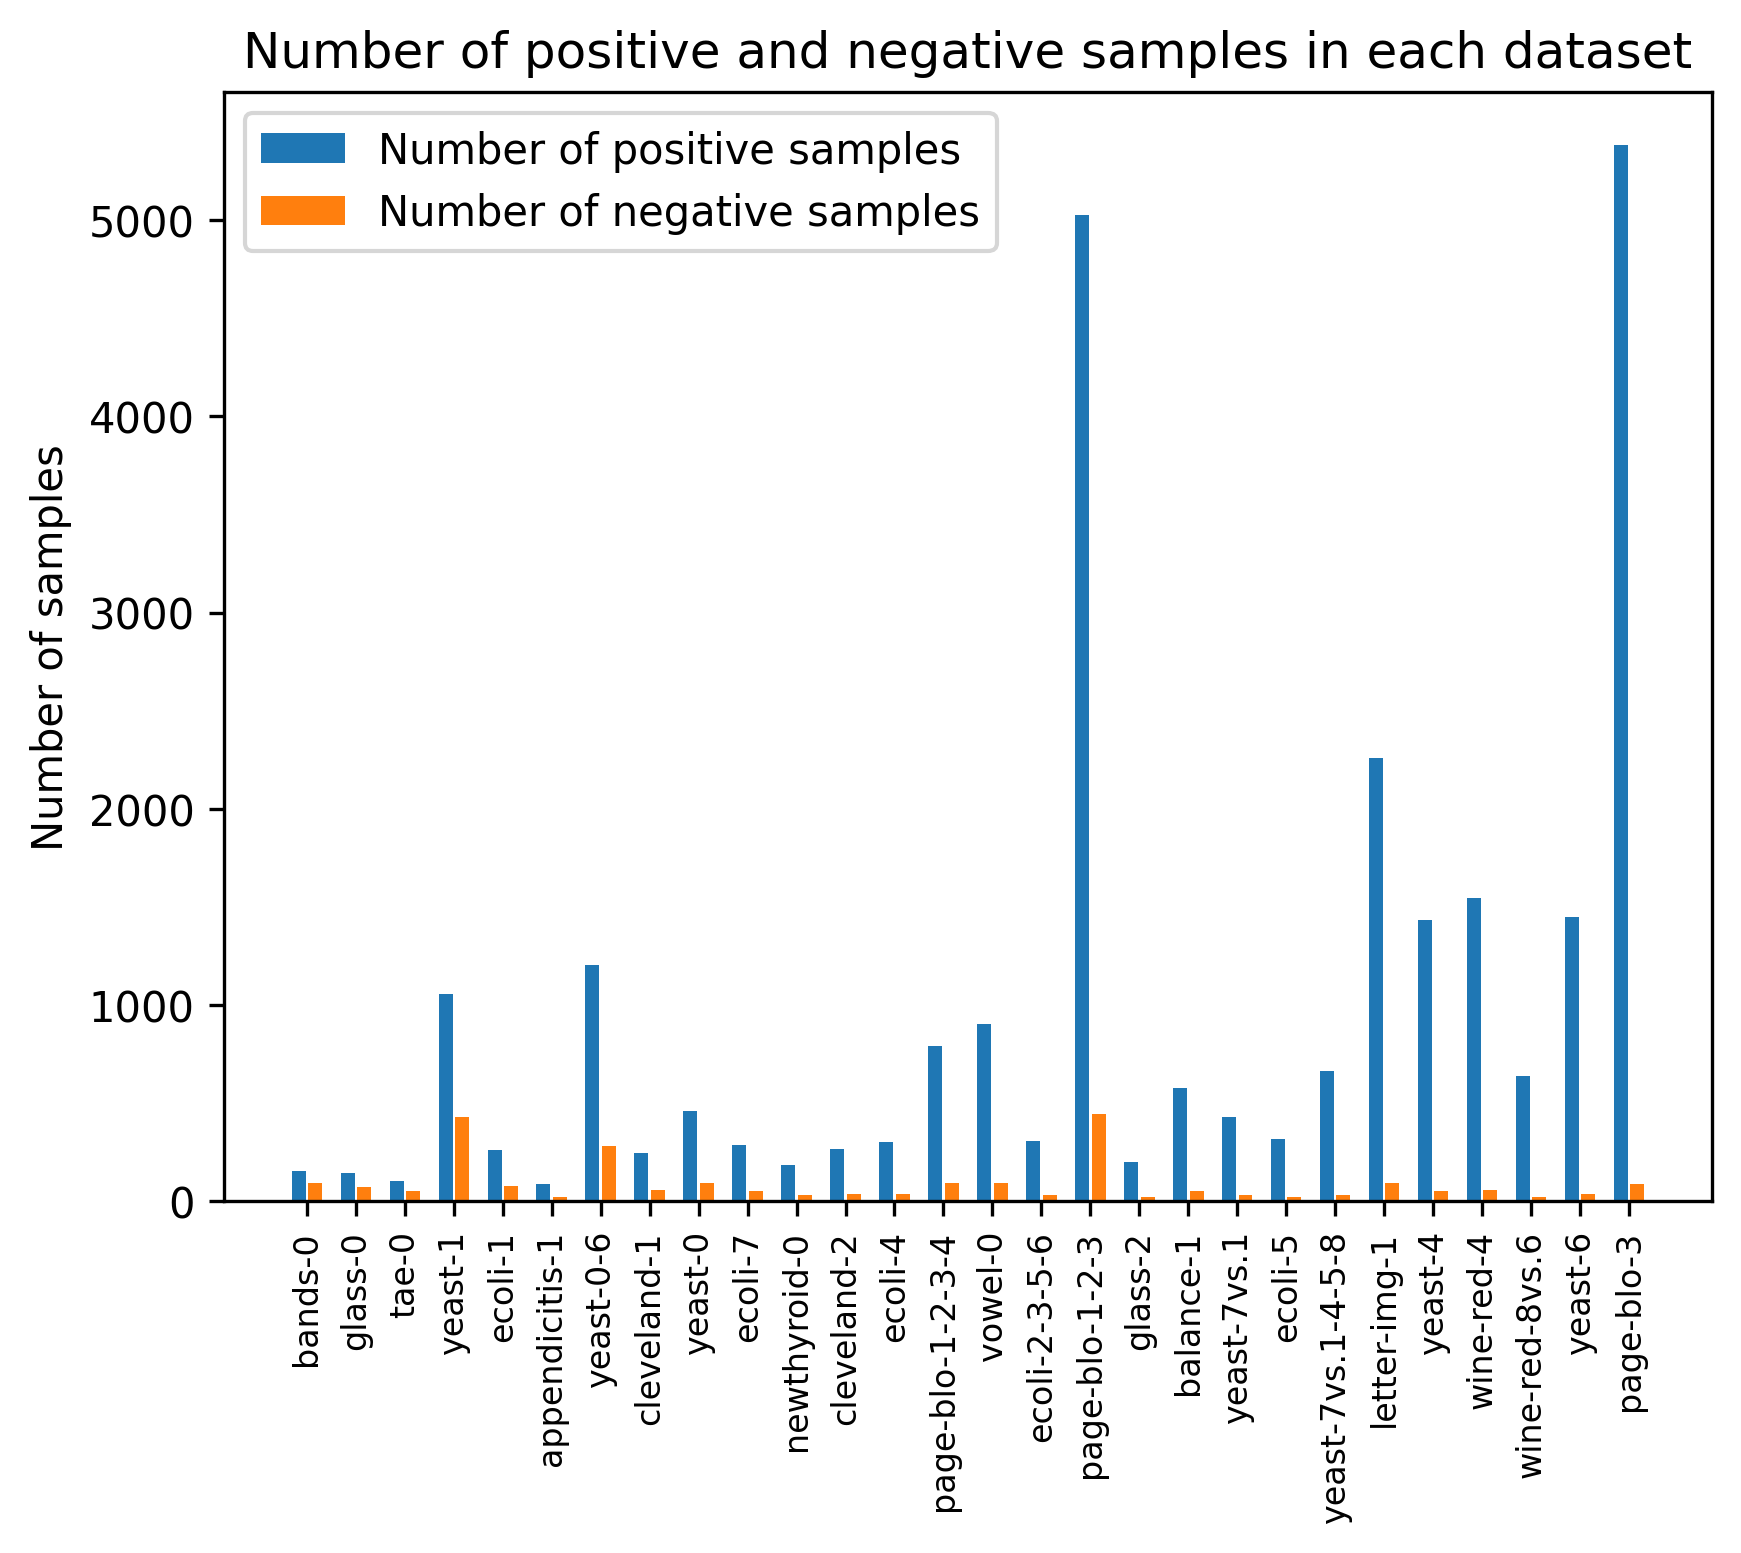 Number of positive and negative samples in each dataset
Number of positive samples
Number of negative samples
Number of samples
5000
4000
3000
2000
1000
0
bands-0
glass-0
tae-0
yeast-1
ecoli-1
appendicitis-1
yeast-0-6
cleveland-1
yeast-0
ecoli-7
newthyroid-0
cleveland-2
ecoli-4
page-blo-1-2-3-4
vowel-0
ecoli-2-3-5-6
page-blo-1-2-3
glass-2
balance-1
yeast-7vs.1
ecoli-5
yeast-7vs.1-4-5-8
letter-img-1
yeast-4
wine-red-4
wine-red-8vs.6
yeast-6
page-blo-3